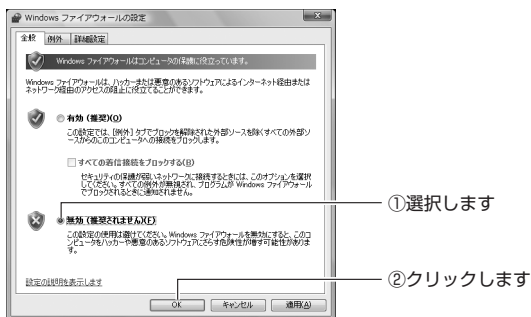 Windows ファイアウォールの設定
全般 例外 詳細設定
Windows ファイアウォールはコンピュータの保護に役立っています。
Windows ファイアウォールは、ハッカーまたは悪意のあるソフトウェアによるインターネット経由または
ネットワーク経由のアクセスの阻止に役立てることができます。
有効 (推奨)(O)
この設定では、[例外] タブでブロックを解除された外部ソースを除くすべての外部ソ
ースからのこのコンピュータへの接続をブロックします。
すべての着信接続をブロックする(B)
セキュリティの保護が弱いネットワークに接続するときには、このオプションを選択
してください。すべての例外が無視され、プログラムが Windows ファイアウォール
でブロックされるときに通知されません。
無効 (推奨されません)(F)
①選択します
この設定の使用は避けてください。Windows ファイアウォールを無効にすると、このコ
ンピュータをハッカーや悪意のあるソフトウェアにさらす危険性が増す可能性がありま
す。
設定の説明を表示します
②クリックします
OK キャンセル 適用(A)